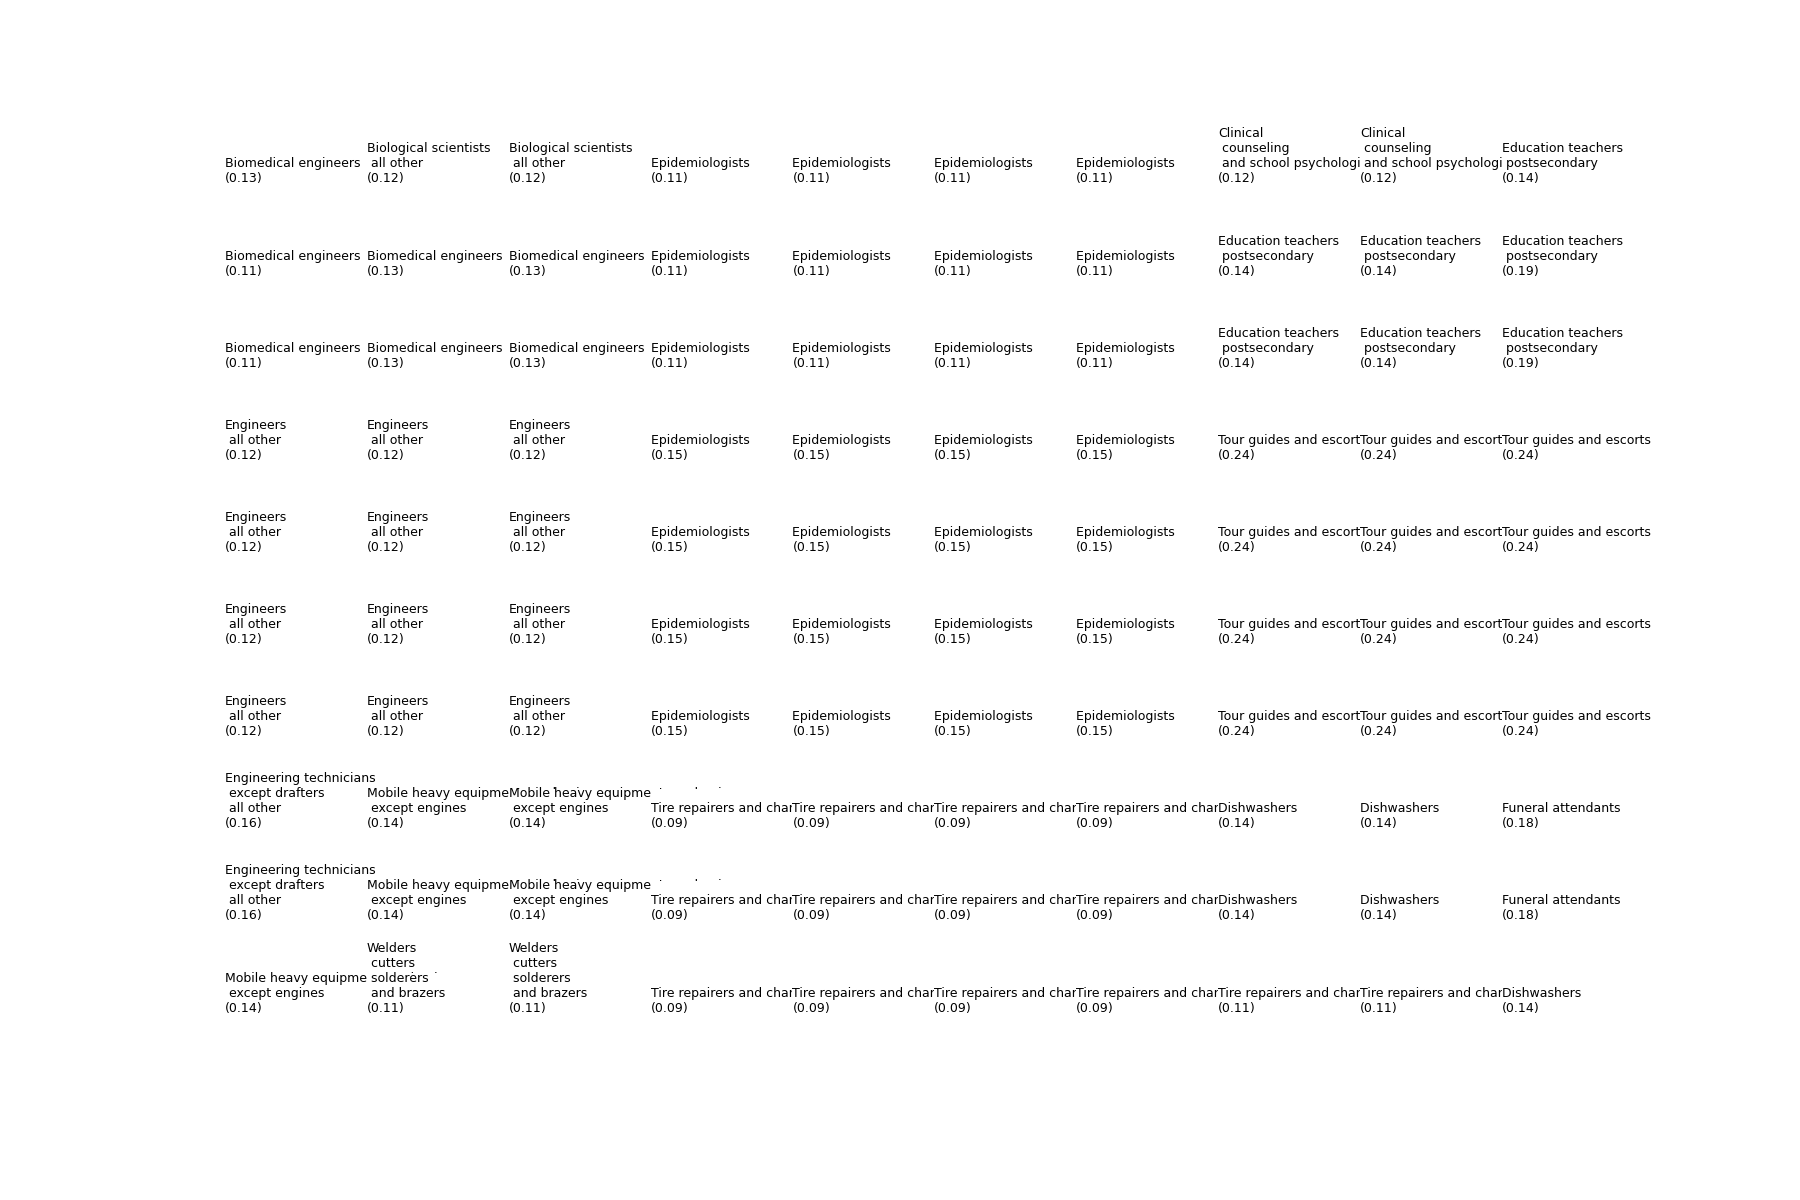 Clinical Clinical
Biological scientists Biological scientists counseling counseling Education teachers
Biomedical engineers all other all other Epidemiologists Epidemiologists Epidemiologists Epidemiologists and school psychologi and school psychologi postsecondary
(0.13) (0.12) (0.12) (0.11) (0.11) (0.11) (0.11) (0.12) (0.12) (0.14)
Education teachers Education teachers Education teachers
Biomedical engineers Biomedical engineers Biomedical engineers Epidemiologists Epidemiologists Epidemiologists Epidemiologists postsecondary postsecondary postsecondary
(0.11) (0.13) (0.13) (0.11) (0.11) (0.11) (0.11) (0.14) (0.14) (0.19)
Education teachers Education teachers Education teachers
Biomedical engineers Biomedical engineers Biomedical engineers Epidemiologists Epidemiologists Epidemiologists Epidemiologists postsecondary postsecondary postsecondary
(0.11) (0.13) (0.13) (0.11) (0.11) (0.11) (0.11) (0.14) (0.14) (0.19)
Engineers Engineers Engineers
all other all other all other Epidemiologists Epidemiologists Epidemiologists Epidemiologists Tour guides and escort Tour guides and escort Tour guides and escorts
(0.12) (0.12) (0.12) (0.15) (0.15) (0.15) (0.15) (0.24) (0.24) (0.24)
Engineers Engineers Engineers
all other all other all other Epidemiologists Epidemiologists Epidemiologists Epidemiologists Tour guides and escort Tour guides and escort Tour guides and escorts
(0.12) (0.12) (0.12) (0.15) (0.15) (0.15) (0.15) (0.24) (0.24) (0.24)
Engineers Engineers Engineers
all other all other all other Epidemiologists Epidemiologists Epidemiologists Epidemiologists Tour guides and escort Tour guides and escort Tour guides and escorts
(0.12) (0.12) (0.12) (0.15) (0.15) (0.15) (0.15) (0.24) (0.24) (0.24)
Engineers Engineers Engineers
all other all other all other Epidemiologists Epidemiologists Epidemiologists Epidemiologists Tour guides and escort Tour guides and escort Tour guides and escorts
(0.12) (0.12) (0.12) (0.15) (0.15) (0.15) (0.15) (0.24) (0.24) (0.24)
Engineering technicians
except drafters Mobile heavy equipme Mobile heavy equipme
all other except engines except engines Tire repairers and char Tire repairers and char Tire repairers and char Tire repairers and char Dishwashers Dishwashers Funeral attendants
(0.16) (0.14) (0.14) (0.09) (0.09) (0.09) (0.09) (0.14) (0.14) (0.18)
Engineering technicians
except drafters Mobile heavy equipme Mobile heavy equipme
all other except engines except engines Tire repairers and char Tire repairers and char Tire repairers and char Tire repairers and char Dishwashers Dishwashers Funeral attendants
(0.16) (0.14) (0.14) (0.09) (0.09) (0.09) (0.09) (0.14) (0.14) (0.18)
Welders Welders
cutters cutters
Mobile heavy equipme solderers solderers
except engines and brazers and brazers Tire repairers and char Tire repairers and char Tire repairers and char Tire repairers and char Tire repairers and char Tire repairers and char Dishwashers
(0.14) (0.11) (0.11) (0.09) (0.09) (0.09) (0.09) (0.11) (0.11) (0.14)